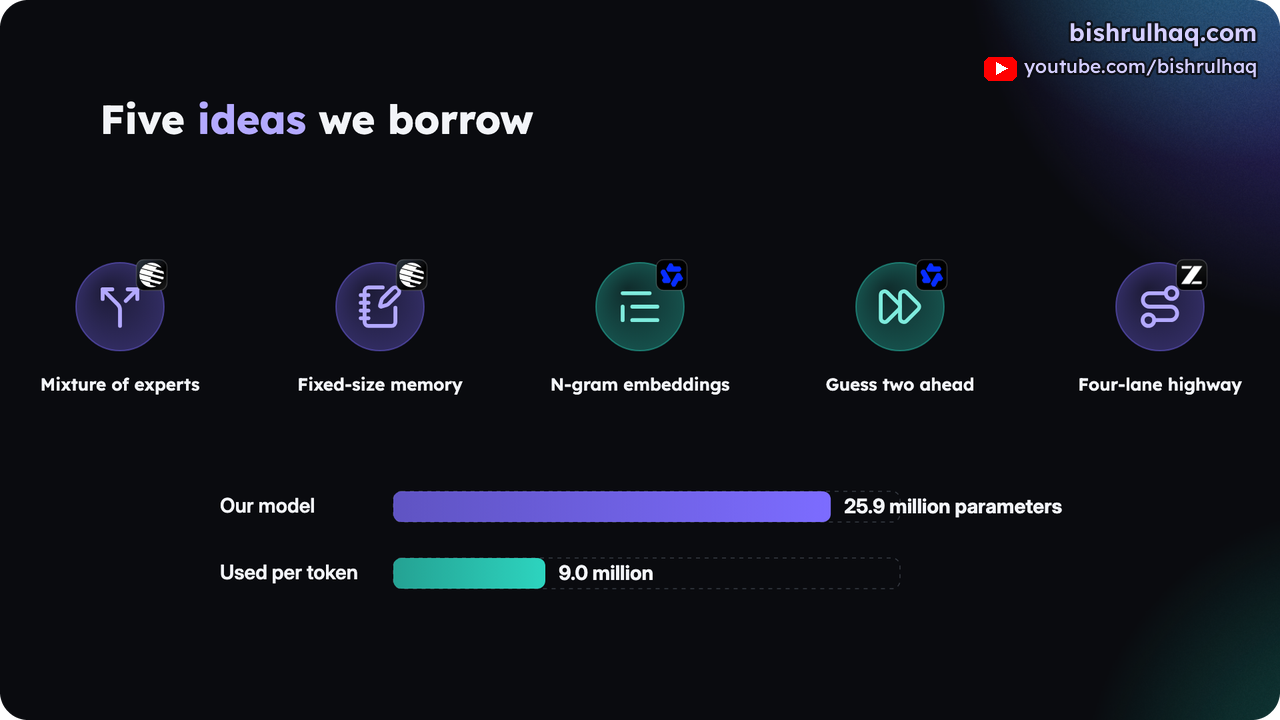 bishrulhaq.com
youtube.com/bishrulhaq
Five ideas we borrow
Mixture of experts
Fixed-size memory
N-gram embeddings
Guess two ahead
Four-lane highway
Our model
25.9 million parameters
Used per token
9.0 million